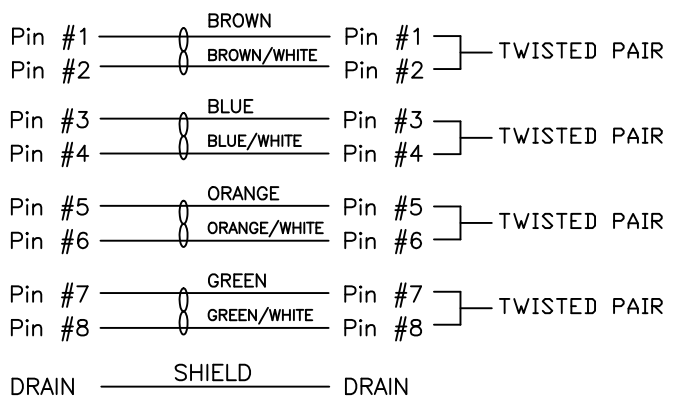 BROWN
Pin #1 Pin #1
BROWN/WHITE TWISTED PAIR
Pin #2 Pin #2
BLUE
Pin #3 Pin #3
BLUE/WHITE TWISTED PAIR
Pin #4 Pin #4
ORANGE
Pin #5 Pin #5
ORANGE/WHITE TWISTED PAIR
Pin #6 Pin #6
GREEN
Pin #7 Pin #7
GREEN/WHITE TWISTED PAIR
Pin #8 Pin #8
SHIELD
DRAIN DRAIN